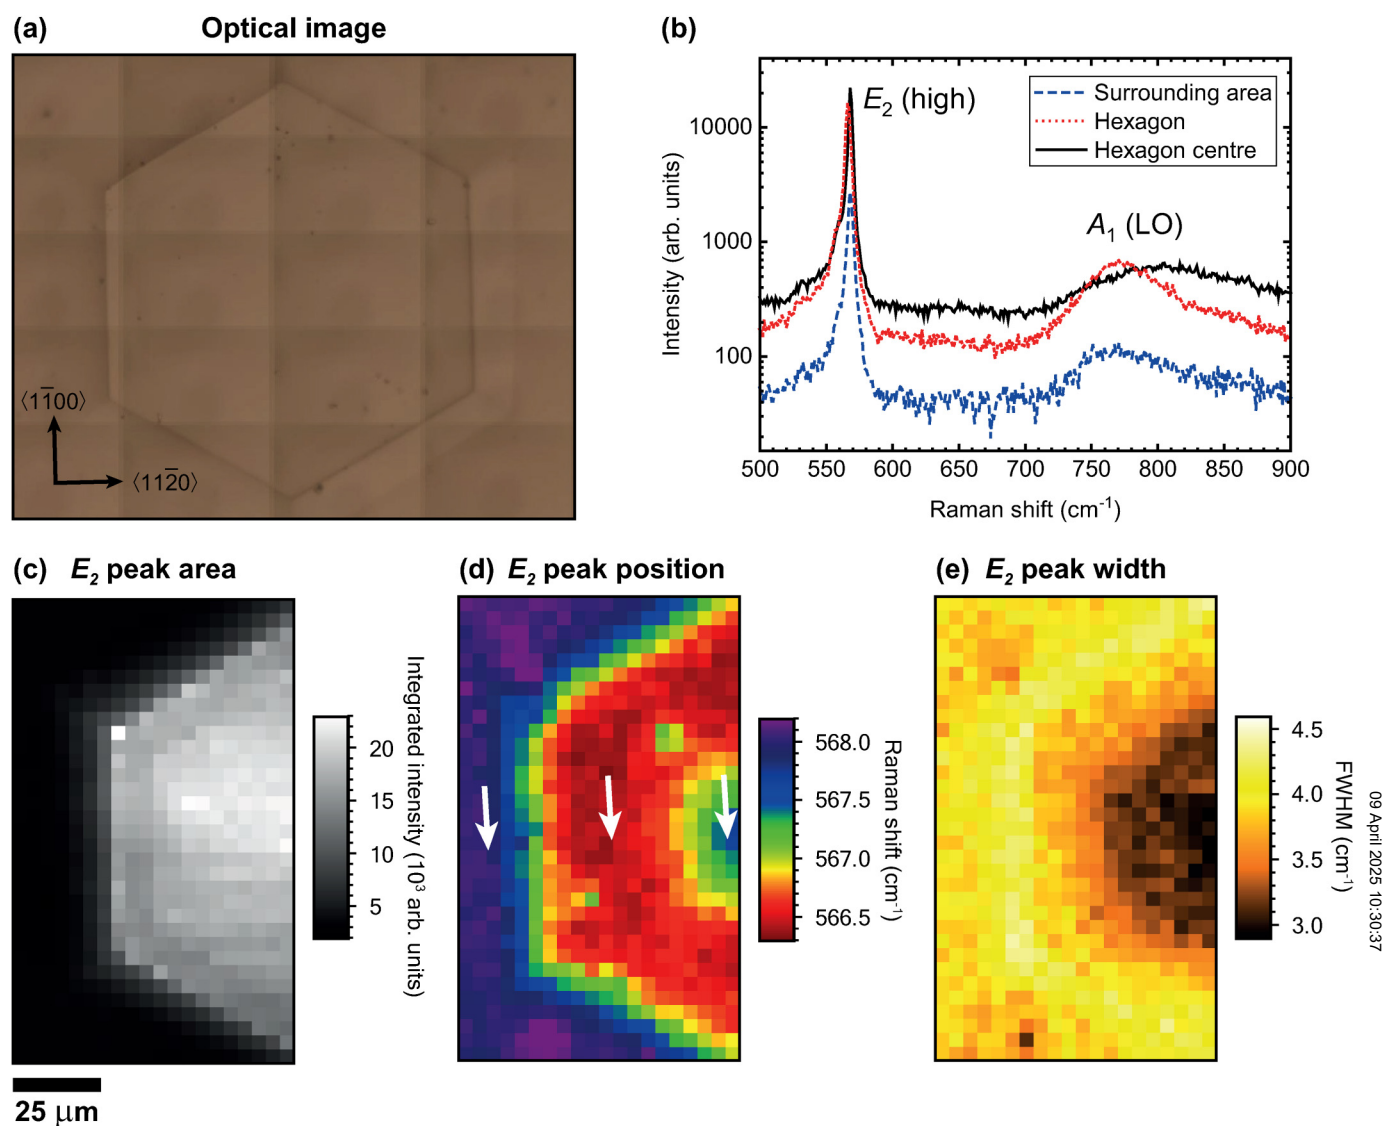 (a) Optical image
⟨11̅00⟩
⟨112̅0⟩
(b)
E2 (high)
Surrounding area
Hexagon
Hexagon centre
A1 (LO)
Intensity (arb. units)
10000
1000
100
500 550 600 650 700 750 800 850 900
Raman shift (cm-1)
(c) E2 peak area
20
15
10
5
Integrated intensity (10³ arb. units)
25 μm
(d) E2 peak position
568.0
567.5
567.0
566.5
Raman shift (cm-1)
(e) E2 peak width
4.5
4.0
3.5
3.0
FWHM (cm-1)
09 April 2025 10:30:37